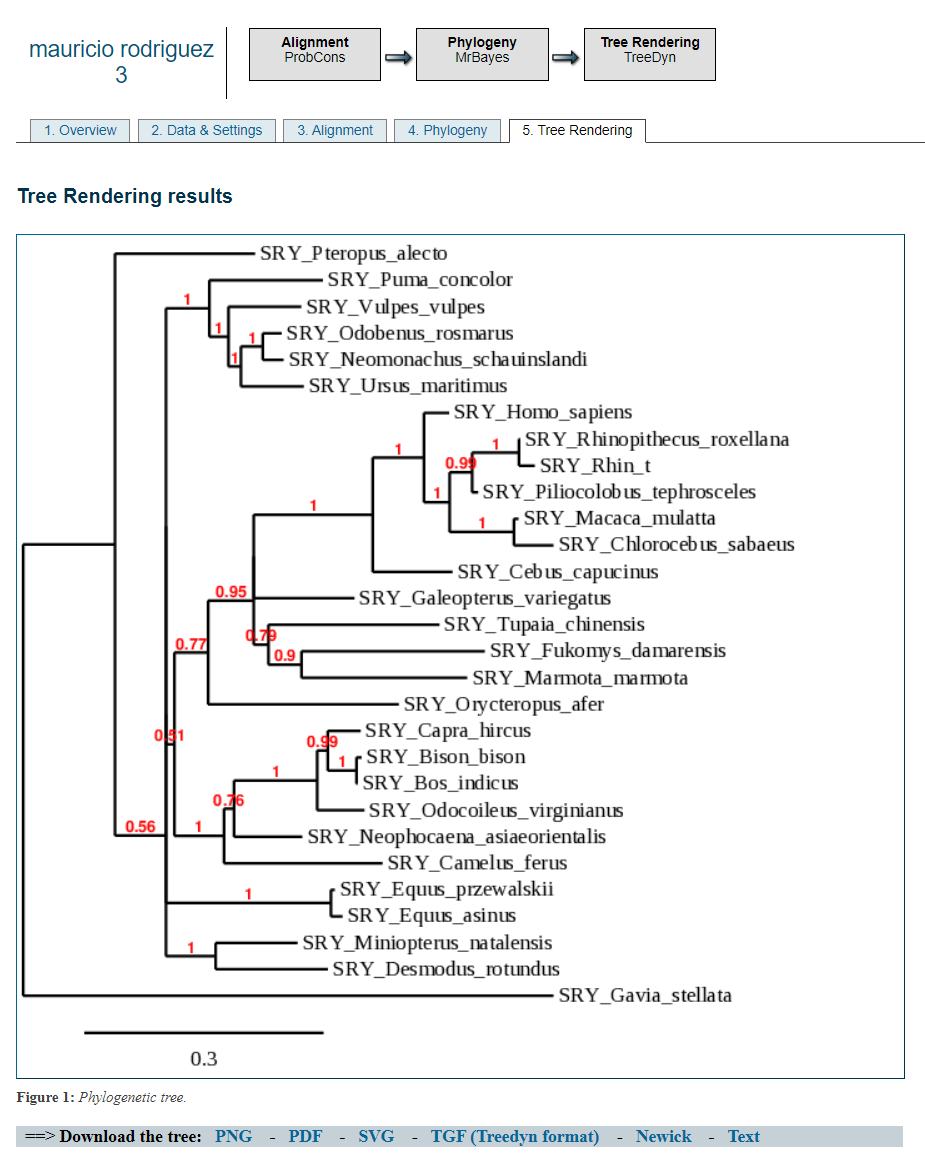 mauricio rodriguez
3
Alignment
ProbCons
Phylogeny
MrBayes
Tree Rendering
TreeDyn
1. Overview
2. Data & Settings
3. Alignment
4. Phylogeny
5. Tree Rendering
Tree Rendering results
SRY_Pteropus_alecto
SRY_Puma_concolor
1
SRY_Vulpes_vulpes
1
SRY_Odobenus_rosmarus
1
SRY_Neomonachus_schauinslandi
1
SRY_Ursus_maritimus
SRY_Homo_sapiens
SRY_Rhinopithecus_roxellana
1
1
SRY_Rhin_t
0.99
SRY_Piliocolobus_tephrosceles
1
SRY_Macaca_mulatta
1
1
SRY_Chlorocebus_sabaeus
SRY_Cebus_capucinus
0.95
SRY_Galeopterus_variegatus
SRY_Tupaia_chinensis
0.79
0.77
SRY_Fukomys_damarensis
0.9
SRY_Marmota_marmota
SRY_Orycteropus_afer
SRY_Capra_hircus
0.51
0.99
SRY_Bison_bison
1
1
SRY_Bos_indicus
0.76
SRY_Odocoileus_virginianus
0.56
1
SRY_Neophocaena_asiaeorientalis
SRY_Camelus_ferus
SRY_Equus_przewalskii
1
SRY_Equus_asinus
SRY_Miniopterus_natalensis
1
SRY_Desmodus_rotundus
SRY_Gavia_stellata
0.3
Figure 1: Phylogenetic tree.
==> Download the tree: PNG - PDF - SVG - TGF (Treedyn format) - Newick - Text